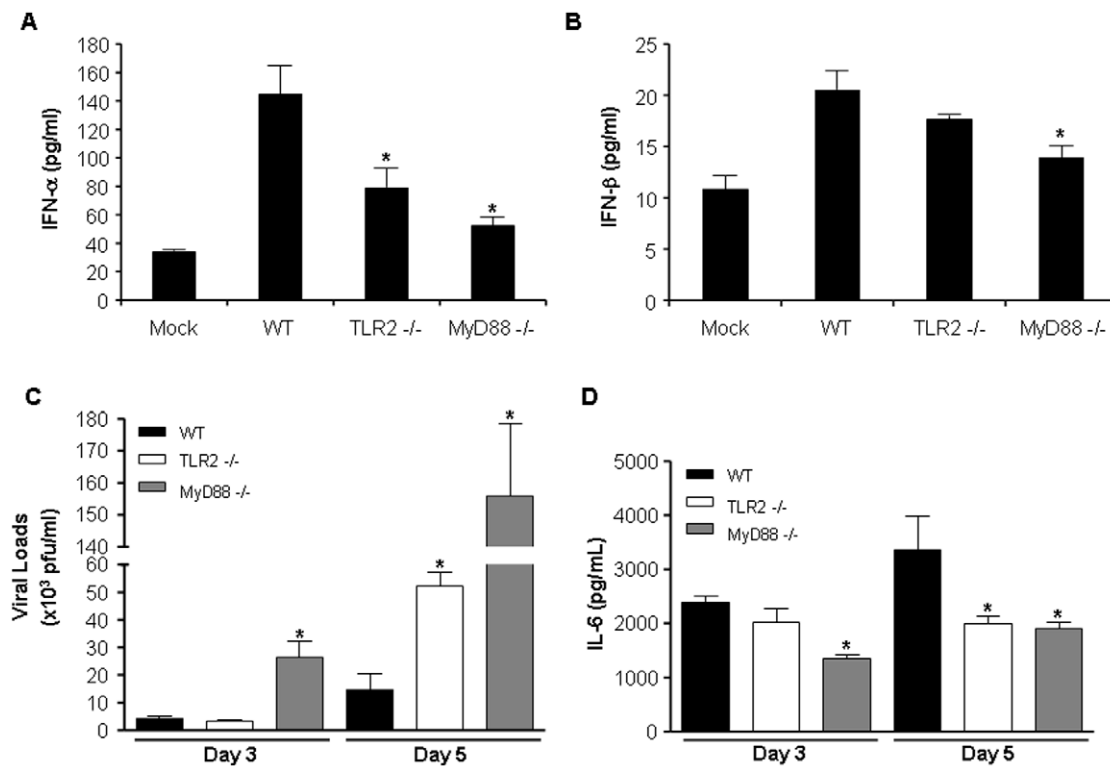 A
IFN-α (pg/ml)
180
160
140
120
100
80
60
40
20
0
*
*
Mock WT TLR2 -/- MyD88 -/-
B
IFN-β (pg/ml)
25
20
15
10
5
0
*
Mock WT TLR2 -/- MyD88 -/-
C
Viral Loads
(x10³ pfu/ml)
180
170
160
150
140
60
50
40
30
20
10
0
WT
TLR2 -/-
MyD88 -/-
*
*
*
Day 3 Day 5
D
IL-6 (pg/mL)
5000
4000
3000
2000
1000
0
WT
TLR2 -/-
MyD88 -/-
*
*
*
Day 3 Day 5